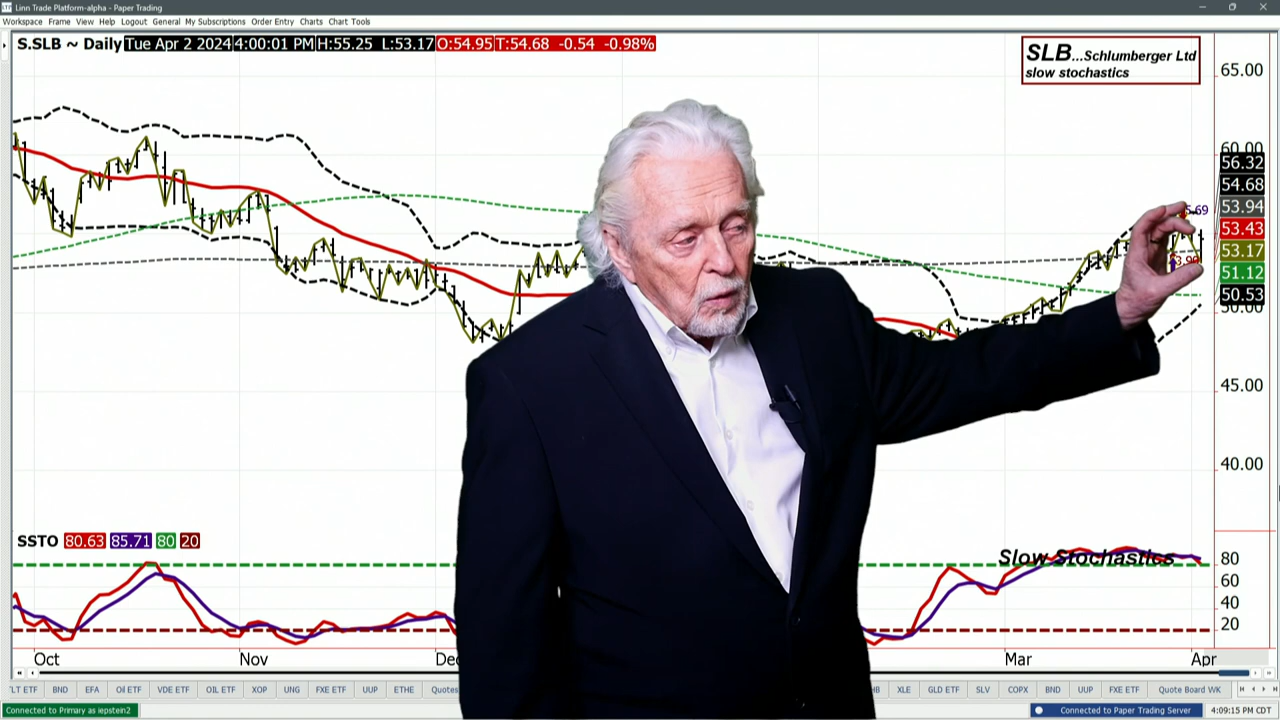 Linn Trade Platform-alpha - Paper Trading
Workspace Frame View Help Logout General My Subscriptions Order Entry Charts Chart Tools
S.SLB ~ Daily Tue Apr 2 2024 4:00:01 PM H:55.25 L:53.17 O:54.95 T:54.68 -0.54 -0.98%
SLB...Schlumberger Ltd
slow stochastics
65.00
60.00
56.32
54.68
53.94
53.43
53.17
51.12
50.53
50.00
45.00
40.00
SSTO 80.63 85.71 80 20
Slow Stochastics
80
60
40
20
Oct Nov Dec Mar Apr
BND EFA Oil ETF VDE ETF OIL ETF XOP UNG FXE ETF UUP ETHE Quotes XLE GLD ETF SLV COPX BND UUP FXE ETF Quote Board WK
Connected to Primary as iepstein2 Connected to Paper Trading Server 4:09:15 PM CDT